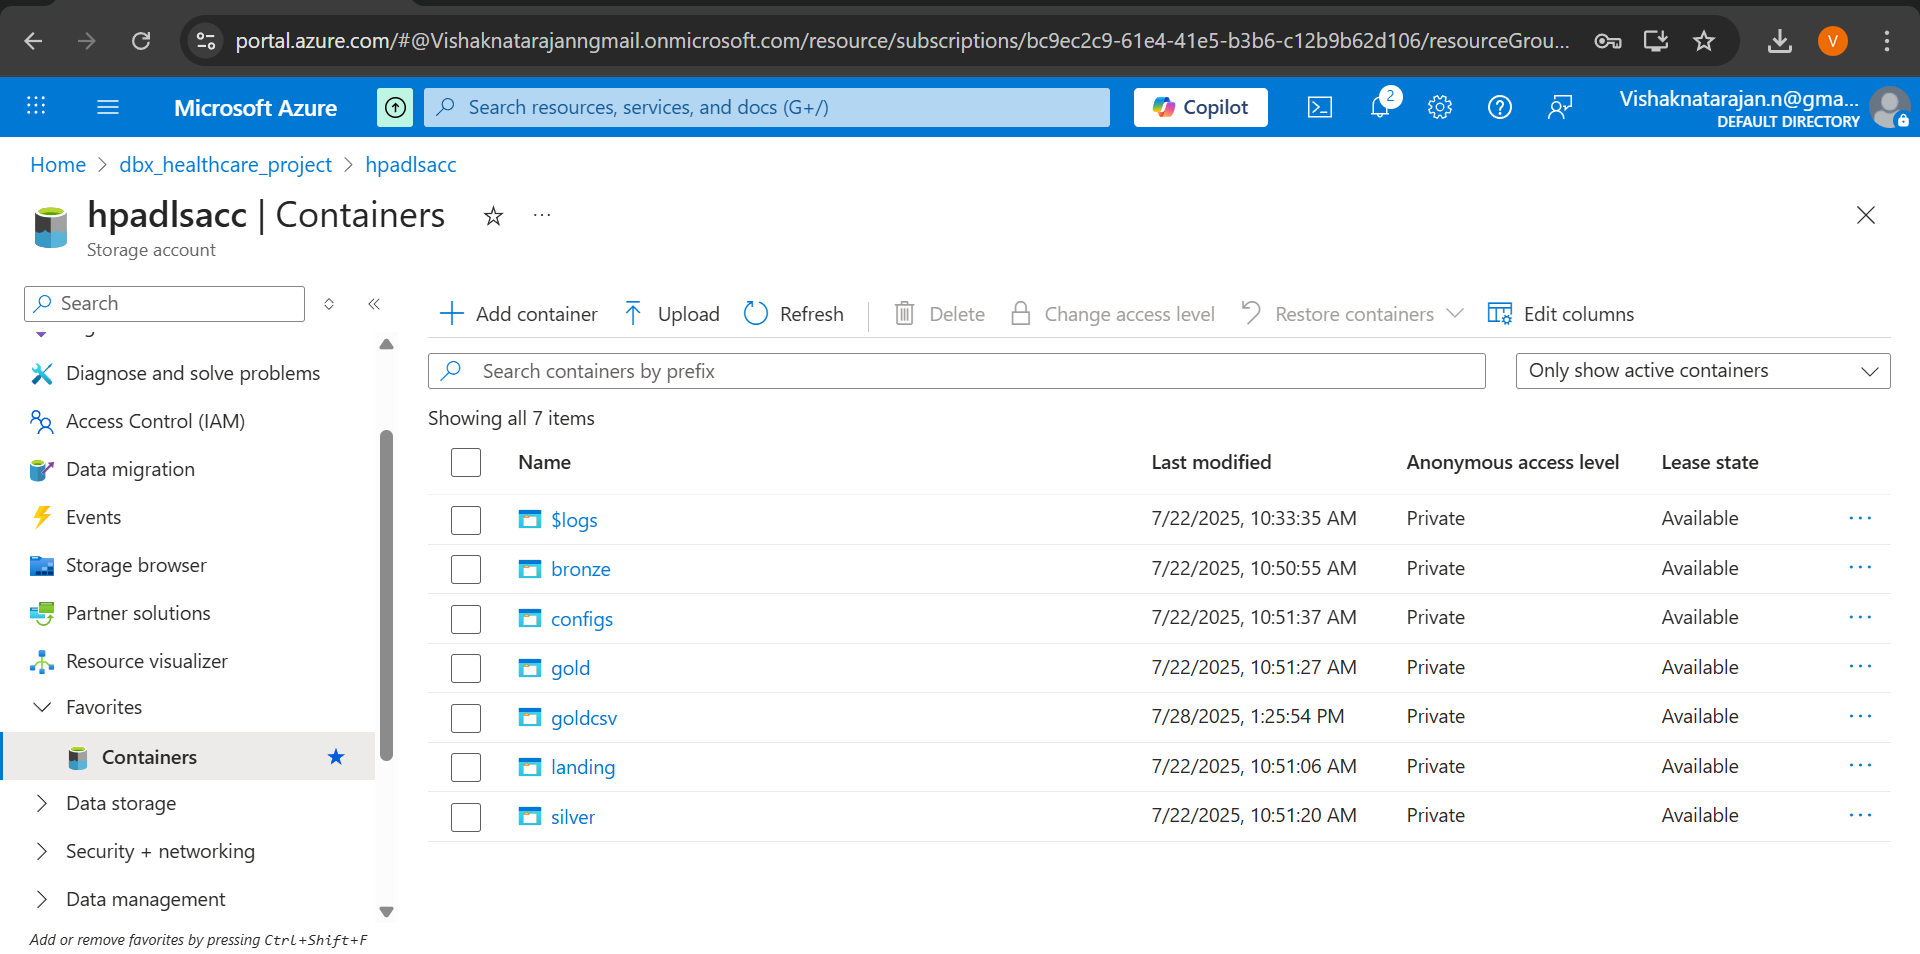 portal.azure.com/#@Vishaknatarajanngmail.onmicrosoft.com/resource/subscriptions/bc9ec2c9-61e4-41e5-b3b6-c12b9b62d106/resourceGrou...
V
Microsoft Azure
Search resources, services, and docs (G+/)
Copilot
2
Vishaknatarajan.n@gma...
DEFAULT DIRECTORY
Home > dbx_healthcare_project > hpadlsacc
hpadlsacc | Containers
Storage account
Search
Add container
Upload
Refresh
Delete
Change access level
Restore containers
Edit columns
Diagnose and solve problems
Access Control (IAM)
Data migration
Events
Storage browser
Partner solutions
Resource visualizer
Favorites
Containers
Data storage
Security + networking
Data management
Add or remove favorites by pressing Ctrl+Shift+F
Search containers by prefix
Only show active containers
Showing all 7 items
Name Last modified Anonymous access level Lease state
$logs 7/22/2025, 10:33:35 AM Private Available
bronze 7/22/2025, 10:50:55 AM Private Available
configs 7/22/2025, 10:51:37 AM Private Available
gold 7/22/2025, 10:51:27 AM Private Available
goldcsv 7/28/2025, 1:25:54 PM Private Available
landing 7/22/2025, 10:51:06 AM Private Available
silver 7/22/2025, 10:51:20 AM Private Available